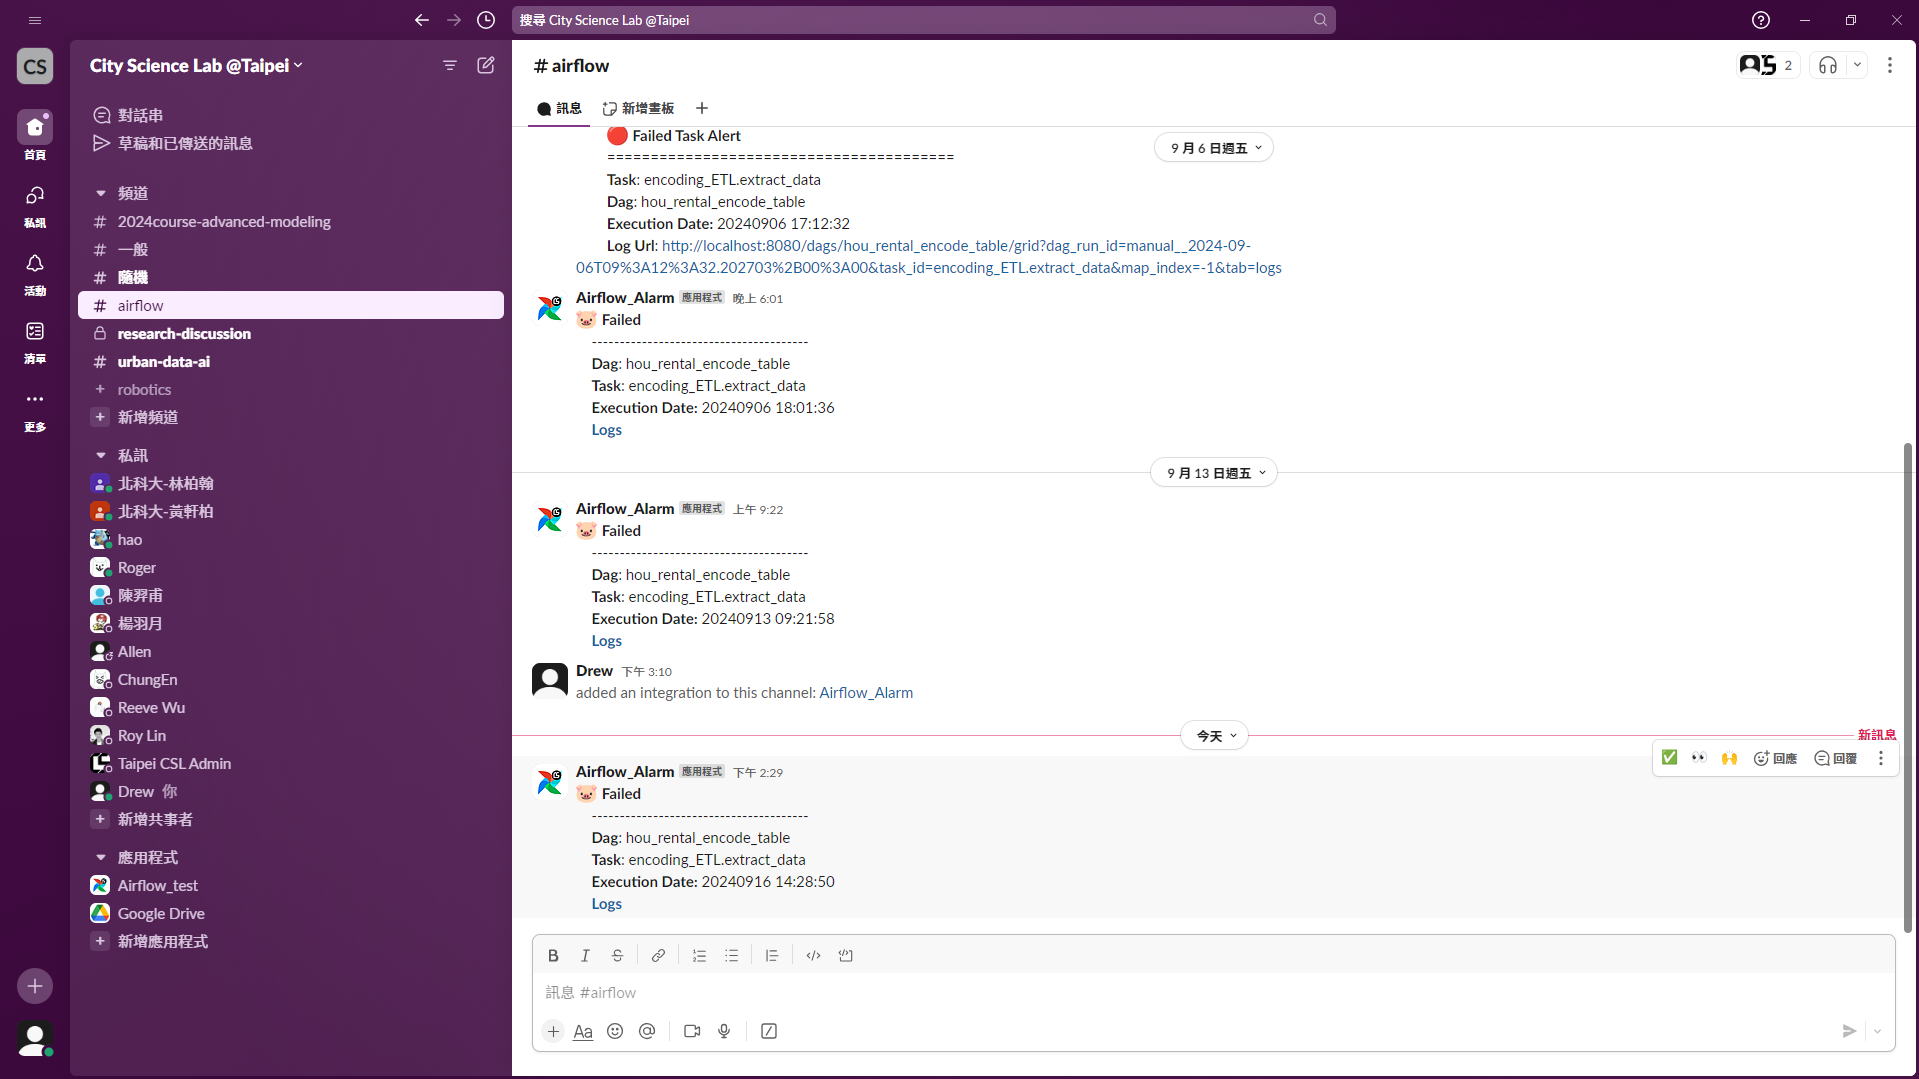 搜尋 City Science Lab @Taipei
CS
首頁
私訊
活動
清單
更多
City Science Lab @Taipei
對話串
草稿和已傳送的訊息
頻道
# 2024course-advanced-modeling
# 一般
# 隨機
# airflow
research-discussion
# urban-data-ai
+ robotics
+ 新增頻道
私訊
北科大-林柏翰
北科大-黃軒柏
hao
Roger
陳羿甫
楊羽月
Allen
ChungEn
Reeve Wu
Roy Lin
Taipei CSL Admin
Drew 你
+ 新增共事者
應用程式
Airflow_test
Google Drive
+ 新增應用程式
# airflow
2
訊息 新增畫板 +
9 月 6 日週五
Failed Task Alert
========================================
Task: encoding_ETL.extract_data
Dag: hou_rental_encode_table
Execution Date: 20240906 17:12:32
Log Url: http://localhost:8080/dags/hou_rental_encode_table/grid?dag_run_id=manual__2024-09-
06T09%3A12%3A32.202703%2B00%3A00&task_id=encoding_ETL.extract_data&map_index=-1&tab=logs
Airflow_Alarm 應用程式 晚上 6:01
Failed
---------------------------------------
Dag: hou_rental_encode_table
Task: encoding_ETL.extract_data
Execution Date: 20240906 18:01:36
Logs
9 月 13 日週五
Airflow_Alarm 應用程式 上午 9:22
Failed
---------------------------------------
Dag: hou_rental_encode_table
Task: encoding_ETL.extract_data
Execution Date: 20240913 09:21:58
Logs
Drew 下午 3:10
added an integration to this channel: Airflow_Alarm
今天
新訊息
回應 回覆
Airflow_Alarm 應用程式 下午 2:29
Failed
---------------------------------------
Dag: hou_rental_encode_table
Task: encoding_ETL.extract_data
Execution Date: 20240916 14:28:50
Logs
B I S
訊息 #airflow
+ Aa @